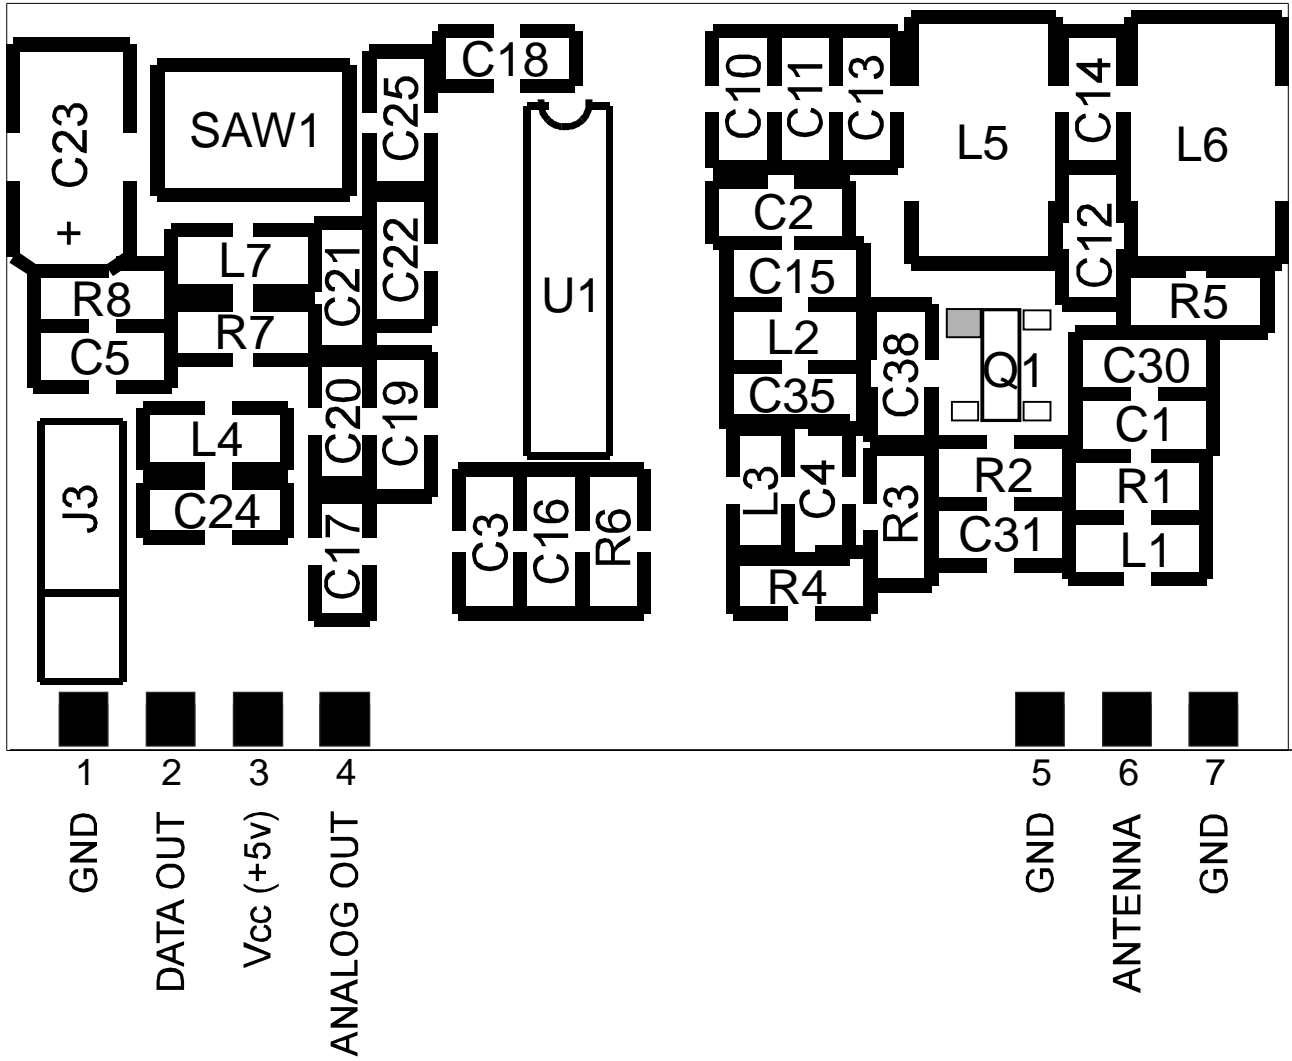 C18
C10
C11
C13
C14
C25
C23
+
SAW1
L5
L6
C2
C12
L7
C21
C22
C15
U1
R8
R5
R7
L2
C5
C38
Q1
C30
C35
C20
C19
C1
L4
J3
C24
L3
C4
R3
R2
R1
C17
C3
C16
R6
C31
L1
R4
1 2 3 4 5 6 7
GND
DATA OUT
Vcc (+5v)
ANALOG OUT
GND
ANTENNA
GND